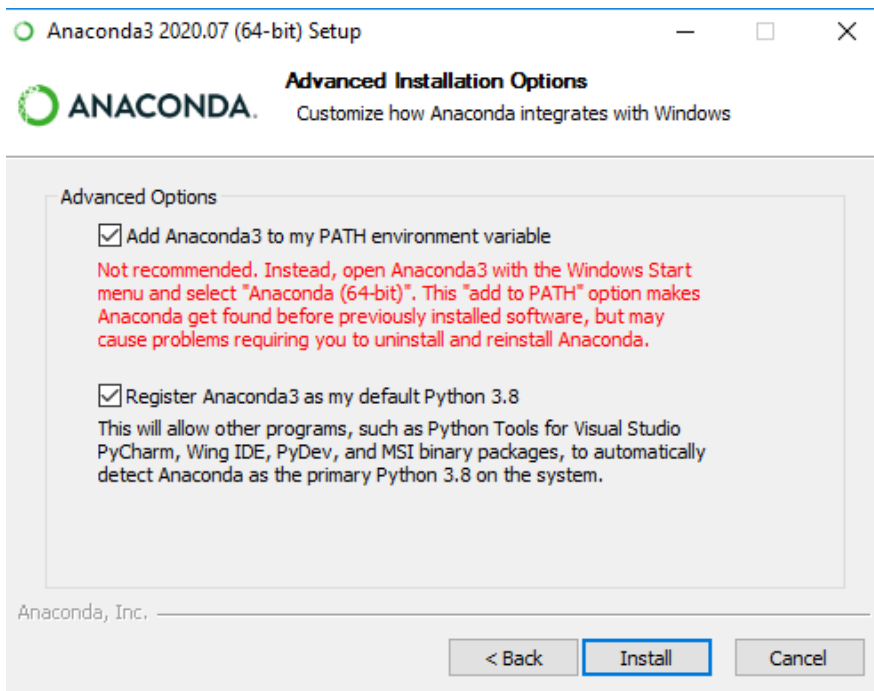 Anaconda3 2020.07 (64-bit) Setup
ANACONDA.
Advanced Installation Options
Customize how Anaconda integrates with Windows
Advanced Options
Add Anaconda3 to my PATH environment variable
Not recommended. Instead, open Anaconda3 with the Windows Start
menu and select "Anaconda (64-bit)". This "add to PATH" option makes
Anaconda get found before previously installed software, but may
cause problems requiring you to uninstall and reinstall Anaconda.
Register Anaconda3 as my default Python 3.8
This will allow other programs, such as Python Tools for Visual Studio
PyCharm, Wing IDE, PyDev, and MSI binary packages, to automatically
detect Anaconda as the primary Python 3.8 on the system.
Anaconda, Inc.
< Back
Install
Cancel